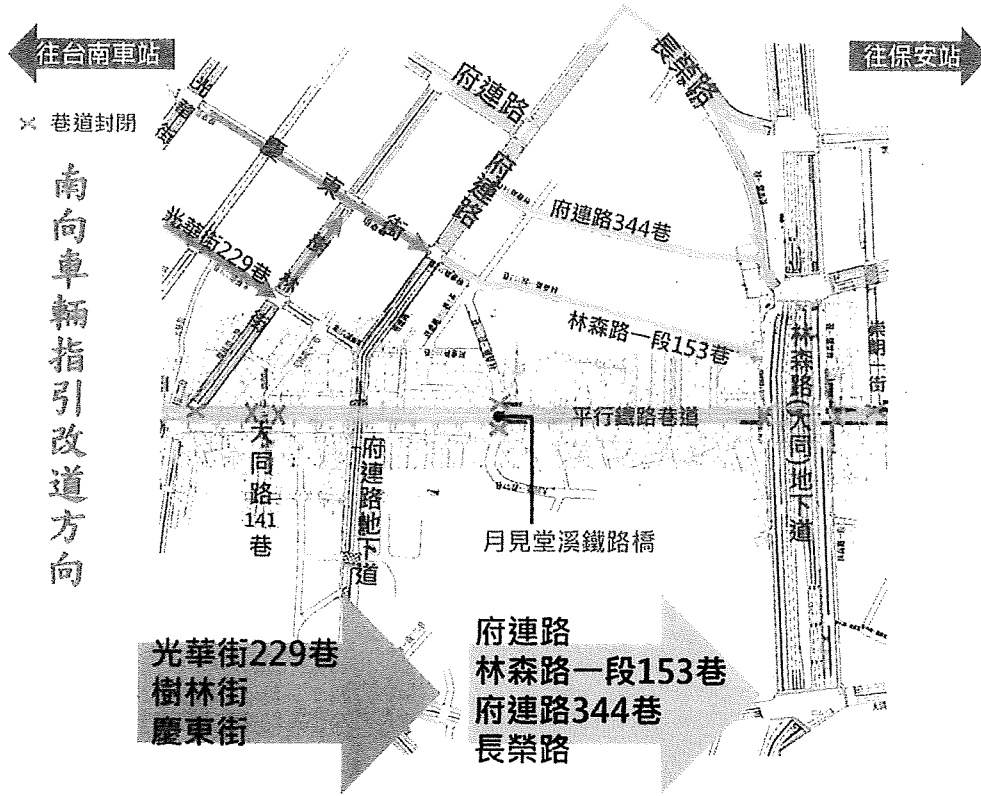 往台南車站
往保安站
× 巷道封閉
南向車輛指引改道方向
光華街
慶東街
府連路
府連路
長榮路
府連路344巷
光華街229巷
樹林街
林森路一段153巷
平行鐵路巷道
林森路(大同)地下道
崇明一街
大同路141巷
府連路地下道
月見堂溪鐵路橋
光華街229巷
樹林街
慶東街
府連路
林森路一段153巷
府連路344巷
長榮路